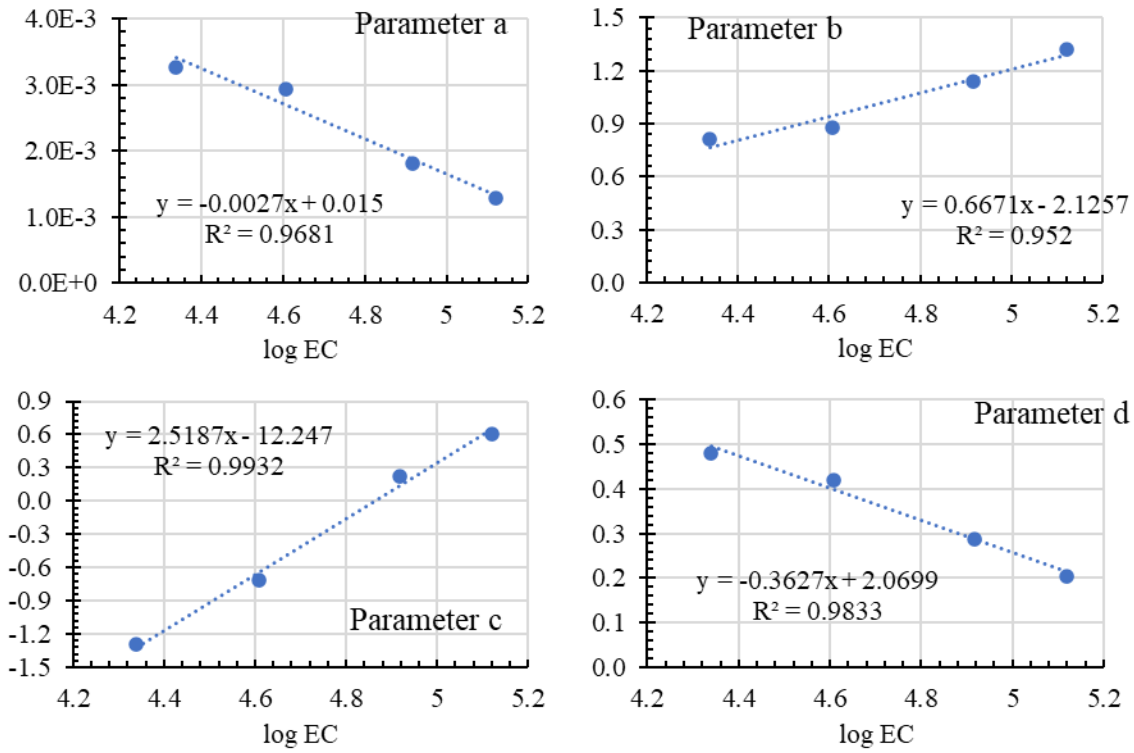 Parameter a
4.0E-3
3.0E-3
2.0E-3
1.0E-3
0.0E+0
y = -0.0027x + 0.015
R² = 0.9681
4.2 4.4 4.6 4.8 5 5.2
log EC
Parameter b
1.5
1.2
0.9
0.6
0.3
0.0
y = 0.6671x - 2.1257
R² = 0.952
4.2 4.4 4.6 4.8 5 5.2
log EC
0.9
0.6
0.3
0.0
-0.3
-0.6
-0.9
-1.2
-1.5
y = 2.5187x - 12.247
R² = 0.9932
Parameter c
4.2 4.4 4.6 4.8 5 5.2
log EC
Parameter d
0.6
0.5
0.4
0.3
0.2
0.1
0.0
y = -0.3627x + 2.0699
R² = 0.9833
4.2 4.4 4.6 4.8 5 5.2
log EC